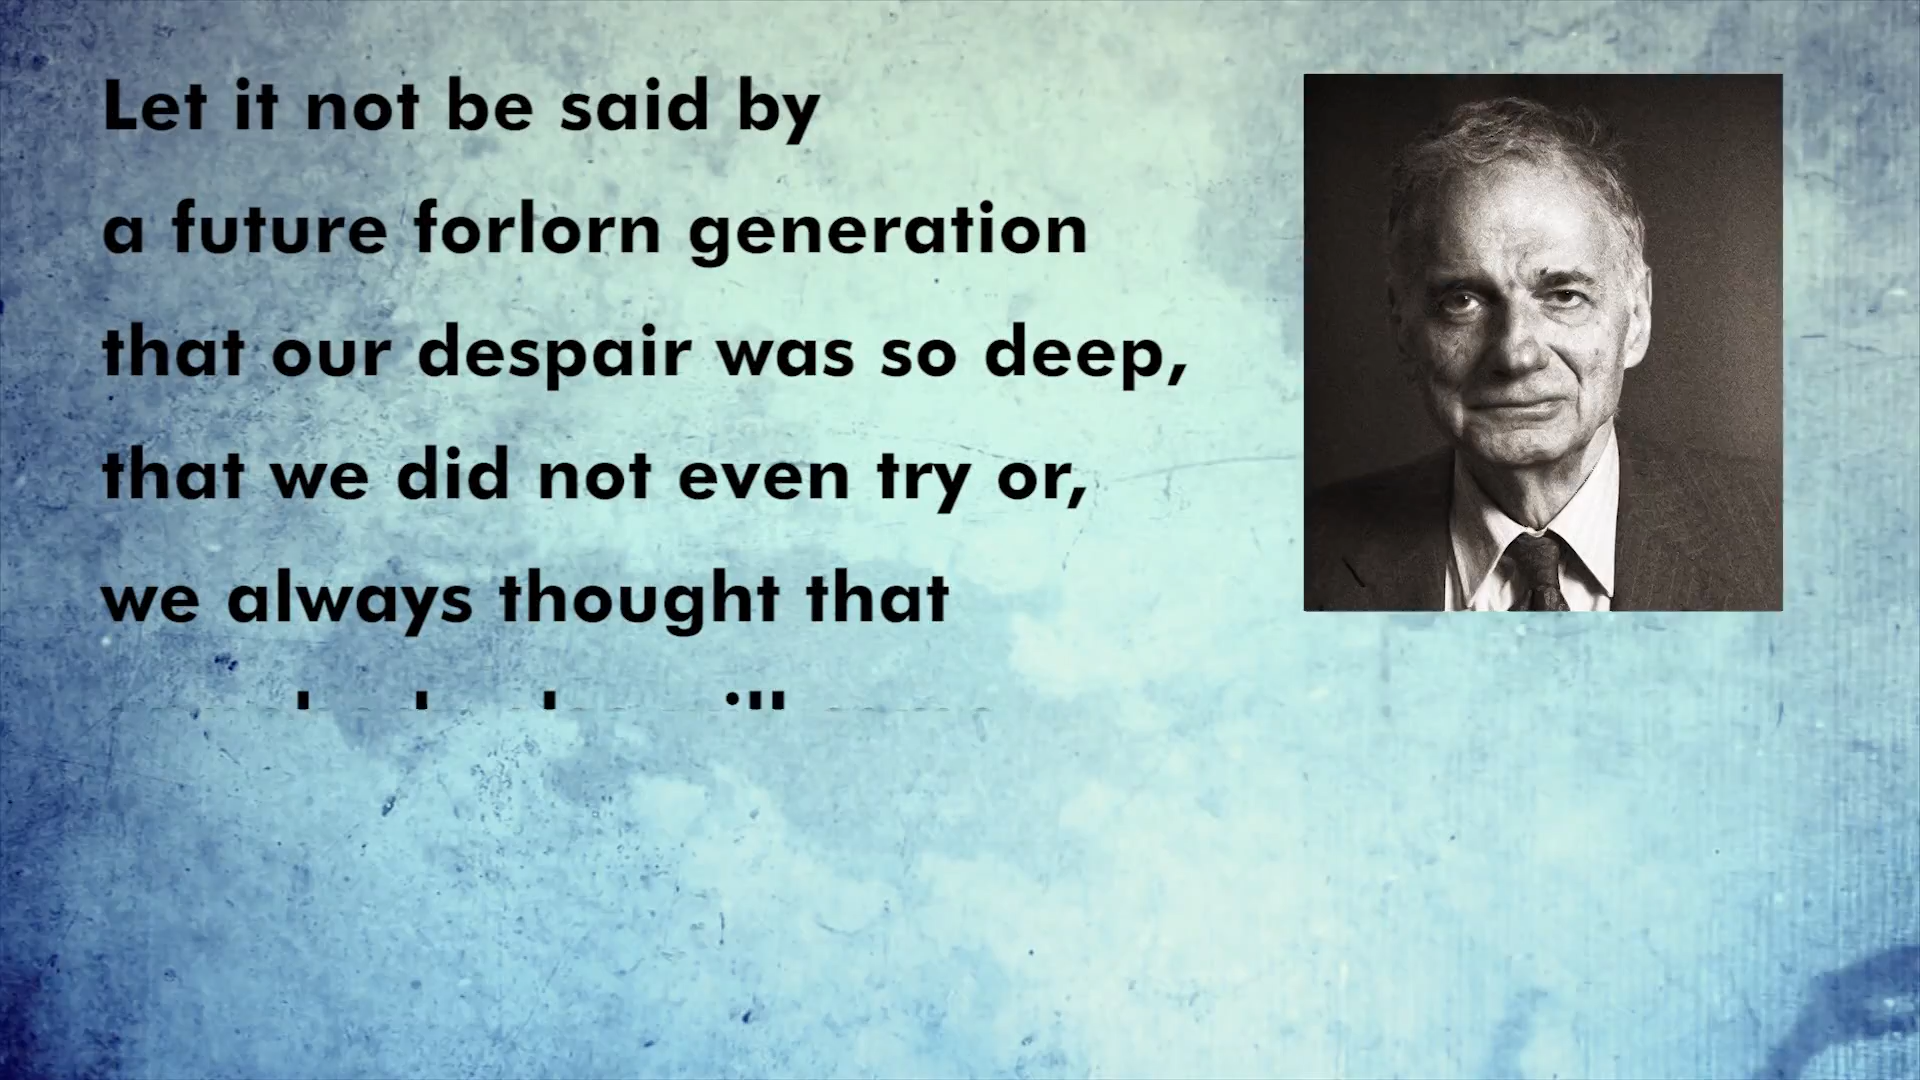 Let it not be said by
a future forlorn generation
that our despair was so deep,
that we did not even try or,
we always thought that